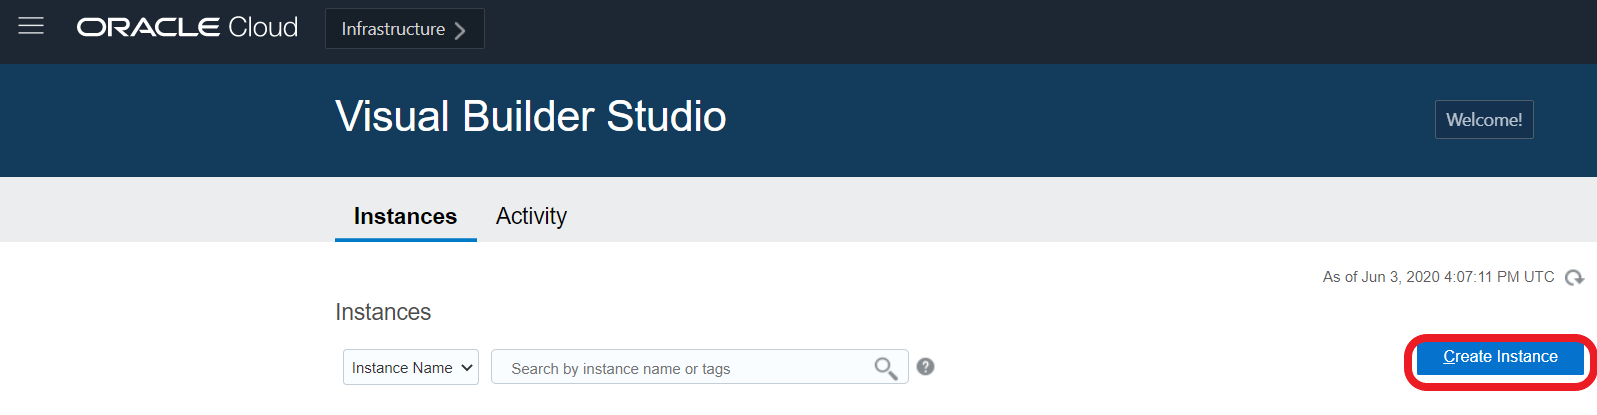 ORACLE Cloud
Infrastructure
Visual Builder Studio
Welcome!
Instances
Activity
As of Jun 3, 2020 4:07:11 PM UTC
Instances
Instance Name
Search by instance name or tags
?
Create Instance